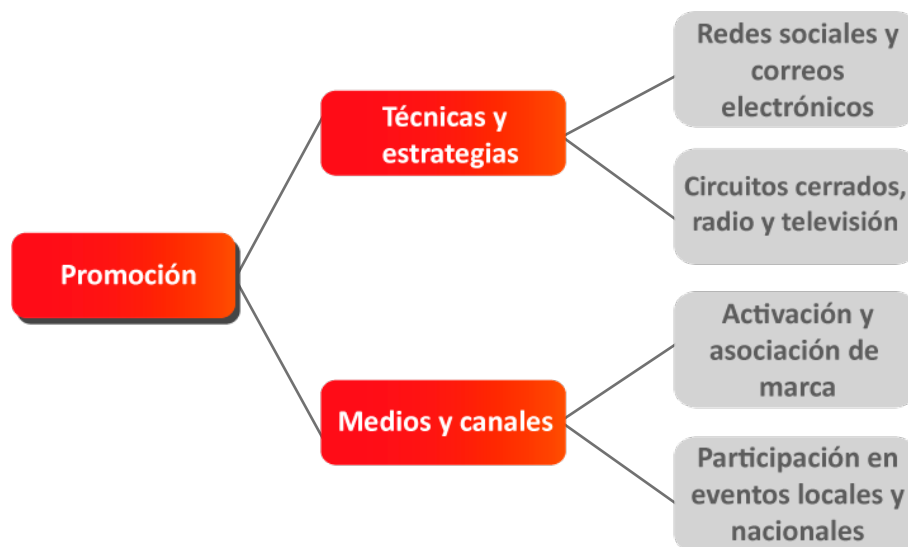 Redes sociales y
correos
electrónicos
Técnicas y
estrategias
Circuitos cerrados,
radio y televisión
Promoción
Activación y
asociación de
marca
Medios y canales
Participación en
eventos locales y
nacionales